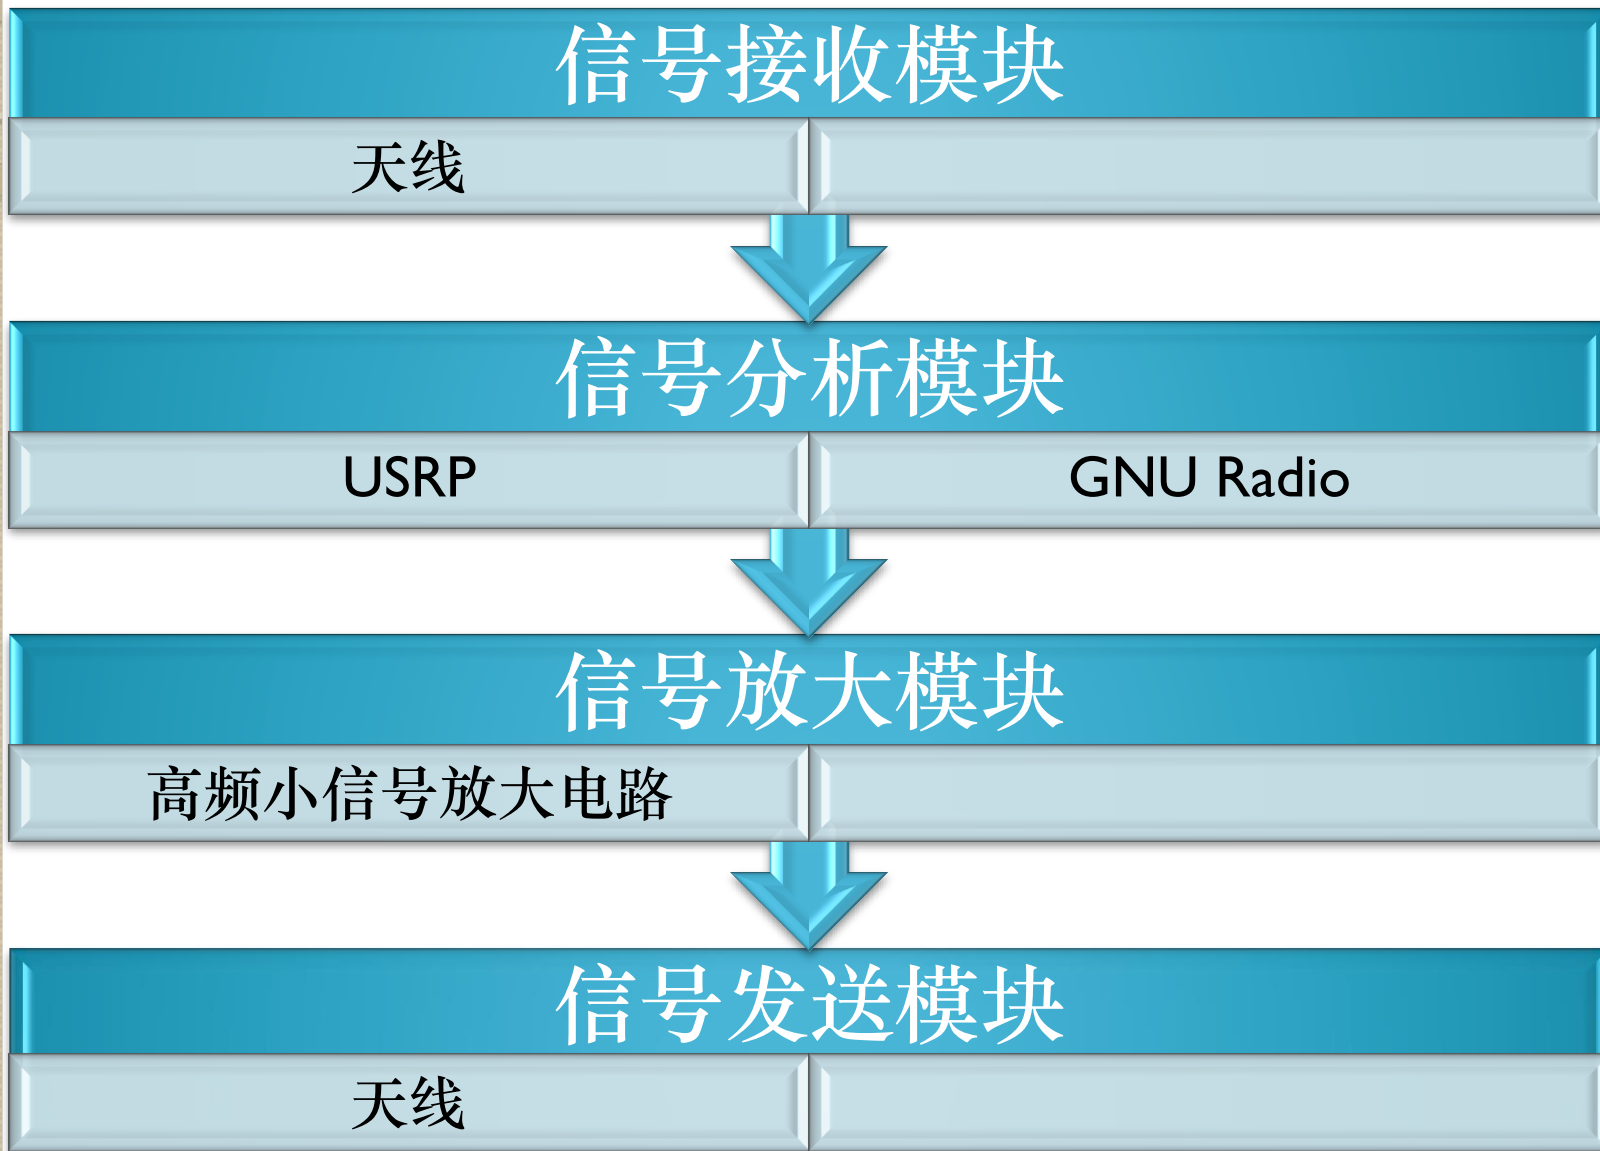 信号接收模块
天线
信号分析模块
USRP
GNU Radio
信号放大模块
高频小信号放大电路
信号发送模块
天线